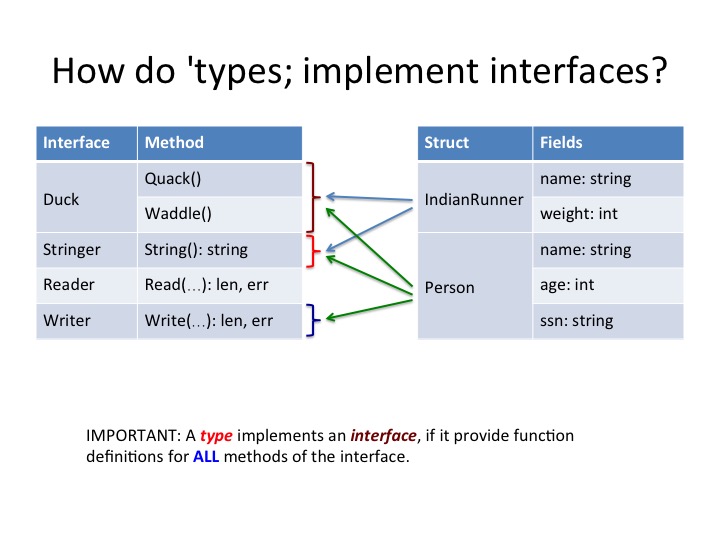 How do 'types; implement interfaces?
Interface Method
Duck
Quack()
Waddle()
Stringer String(): string
Reader Read(...): len, err
Writer Write(...): len, err
Struct Fields
IndianRunner
name: string
weight: int
Person
name: string
age: int
ssn: string
IMPORTANT: A type implements an interface, if it provide function
definitions for ALL methods of the interface.